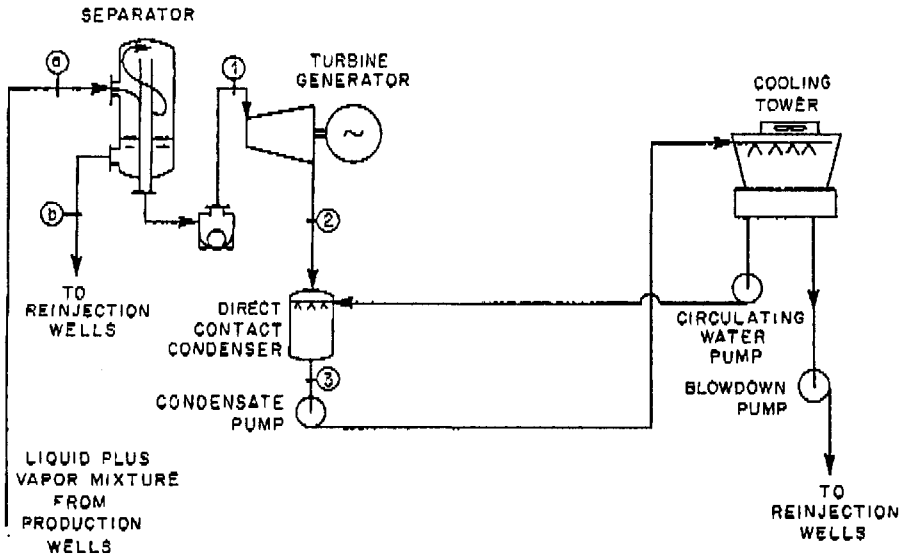 SEPARATOR
a
1
TURBINE
GENERATOR
~
COOLING
TOWER
b
2
TO
REINJECTION
WELLS
DIRECT
CONTACT
CONDENSER
CIRCULATING
WATER
PUMP
3
CONDENSATE
PUMP
BLOWDOWN
PUMP
LIQUID PLUS
VAPOR MIXTURE
FROM
PRODUCTION
WELLS
TO
REINJECTION
WELLS